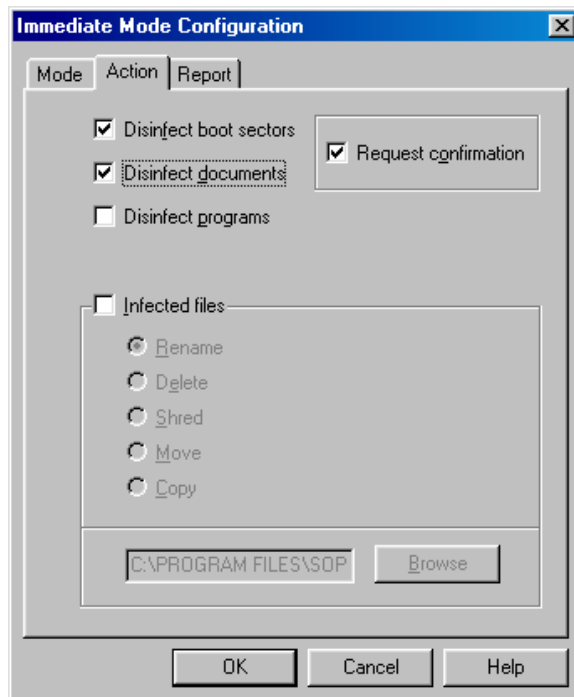 Immediate Mode Configuration
Mode Action Report
Disinfect boot sectors
Request confirmation
Disinfect documents
Disinfect programs
Infected files
Rename
Delete
Shred
Move
Copy
C:\PROGRAM FILES\SOP
Browse
OK Cancel Help